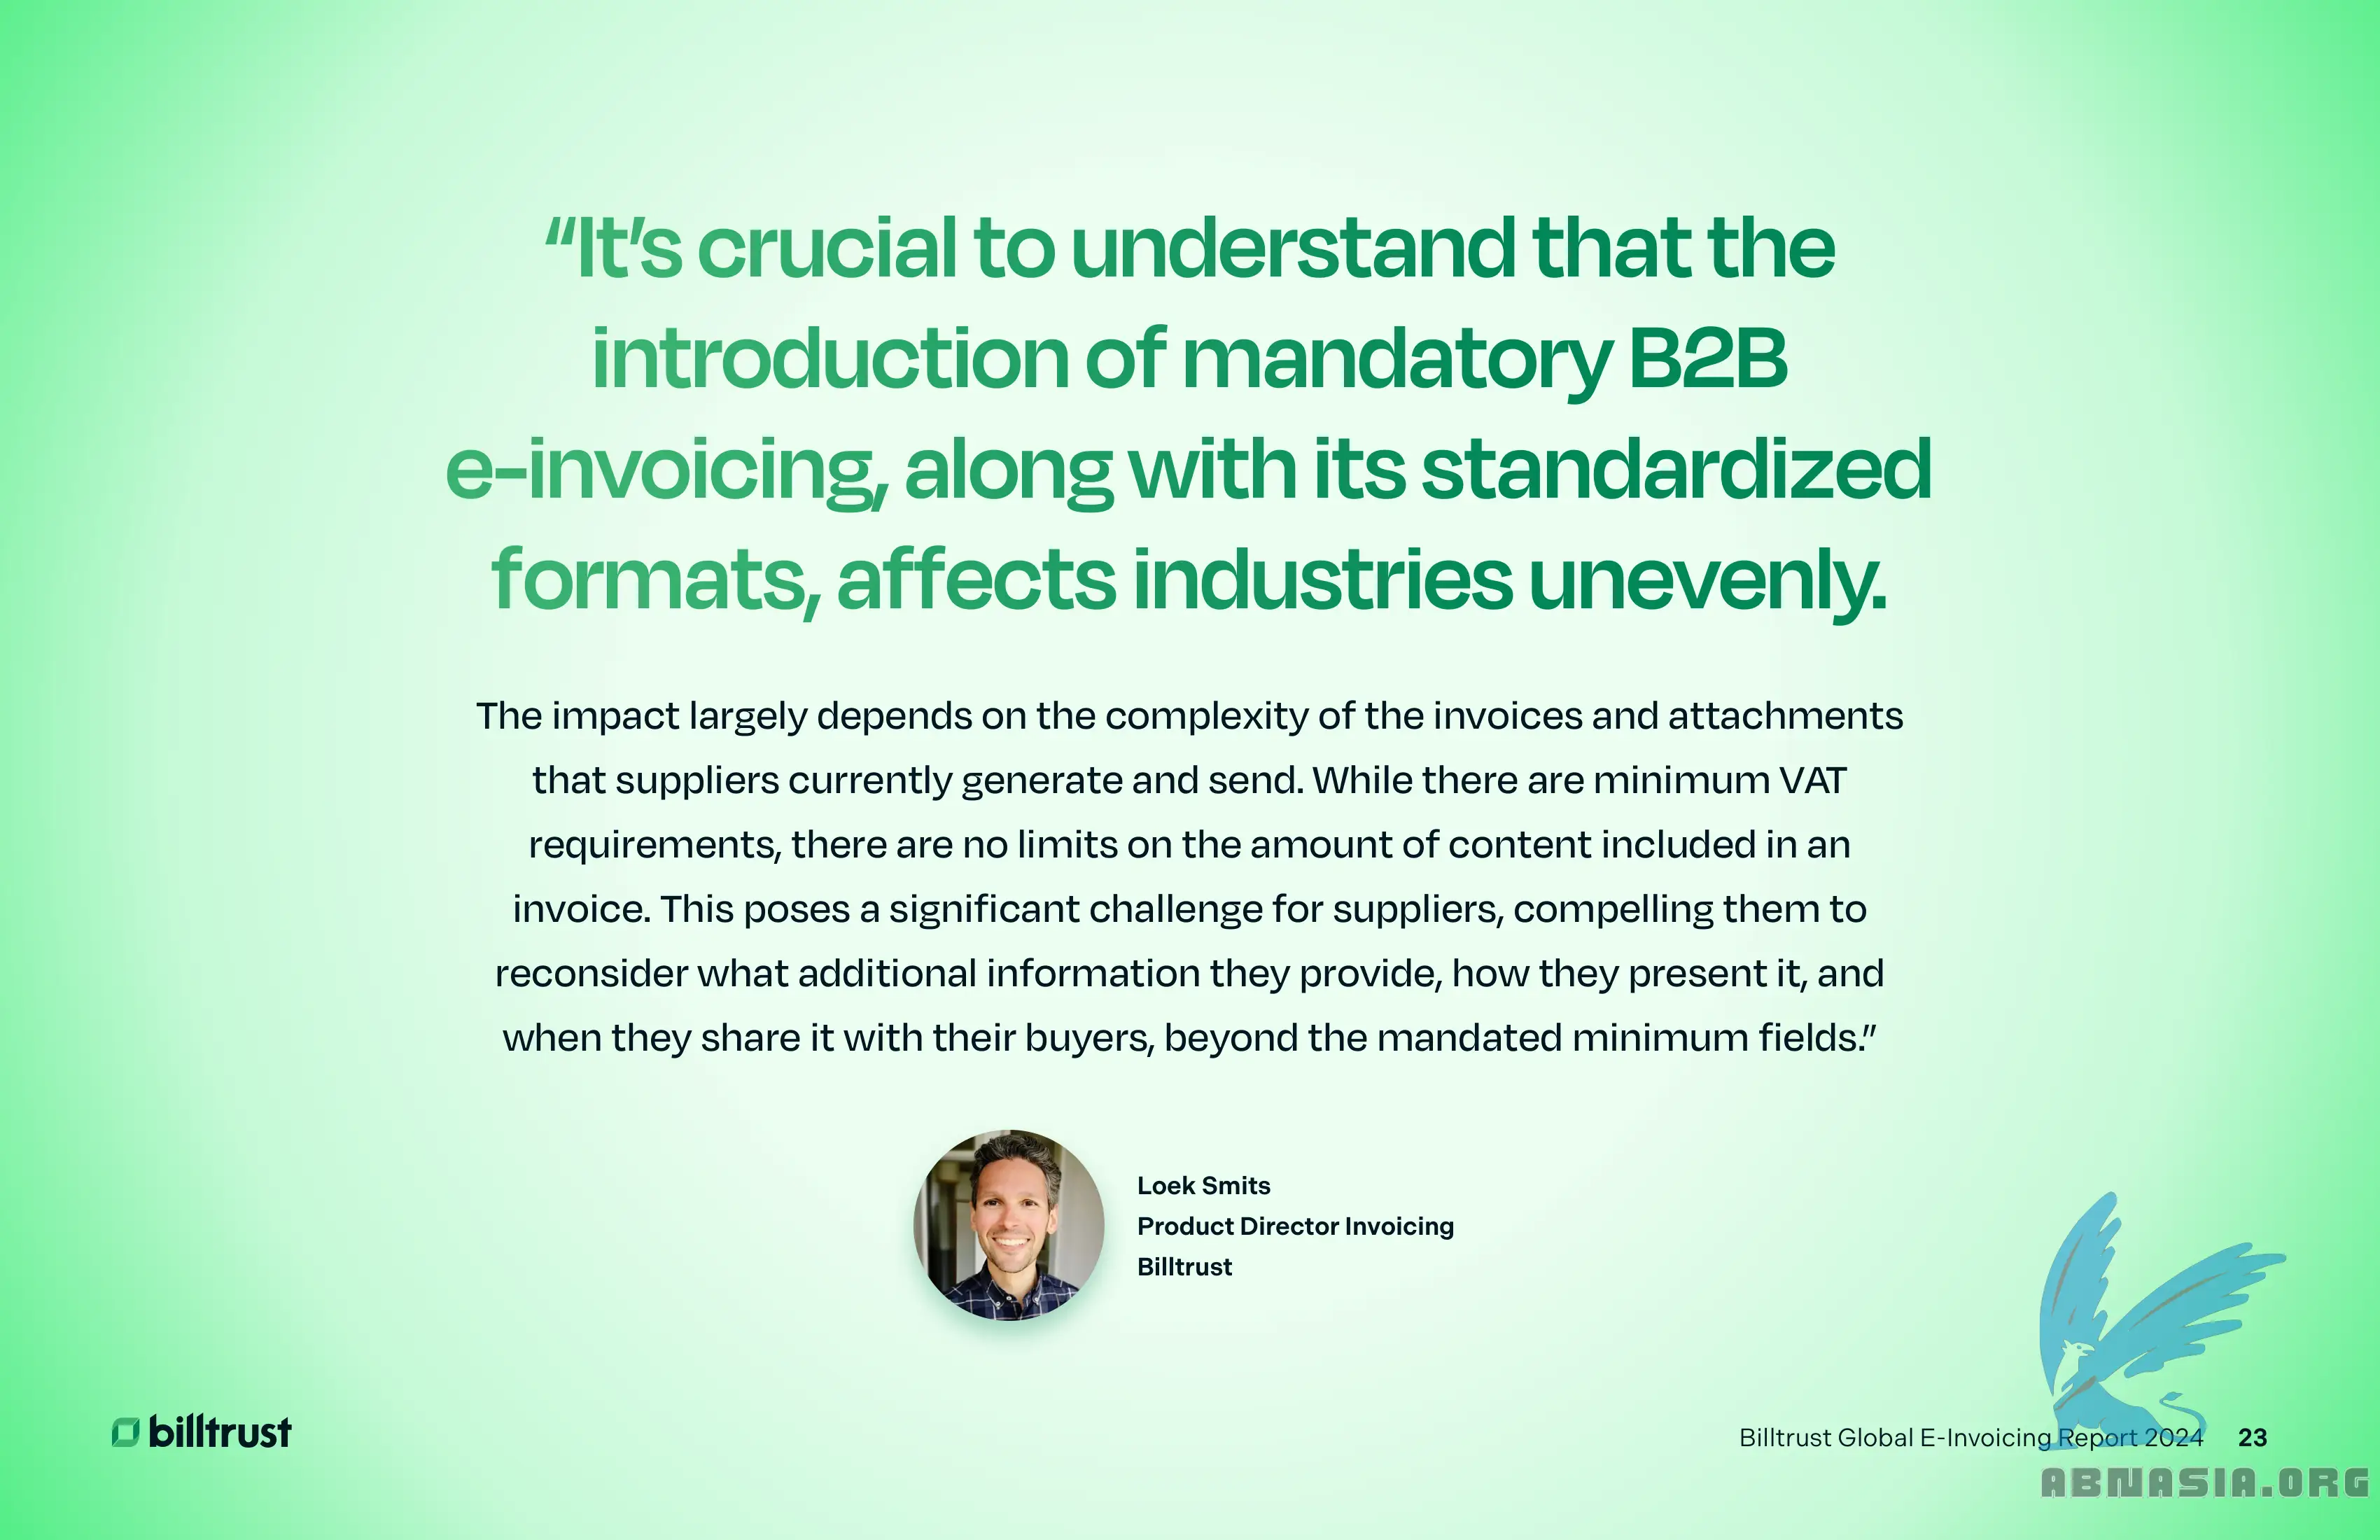 “It’s crucial to understand that the
introduction of mandatory B2B
e-invoicing, along with its standardized
formats, affects industries unevenly.
The impact largely depends on the complexity of the invoices and attachments
that suppliers currently generate and send. While there are minimum VAT
requirements, there are no limits on the amount of content included in an
invoice. This poses a significant challenge for suppliers, compelling them to
reconsider what additional information they provide, how they present it, and
when they share it with their buyers, beyond the mandated minimum fields.”
Loek Smits
Product Director Invoicing
Billtrust
billtrust
Billtrust Global E-Invoicing Report 2024 23
ABNASIA.ORG